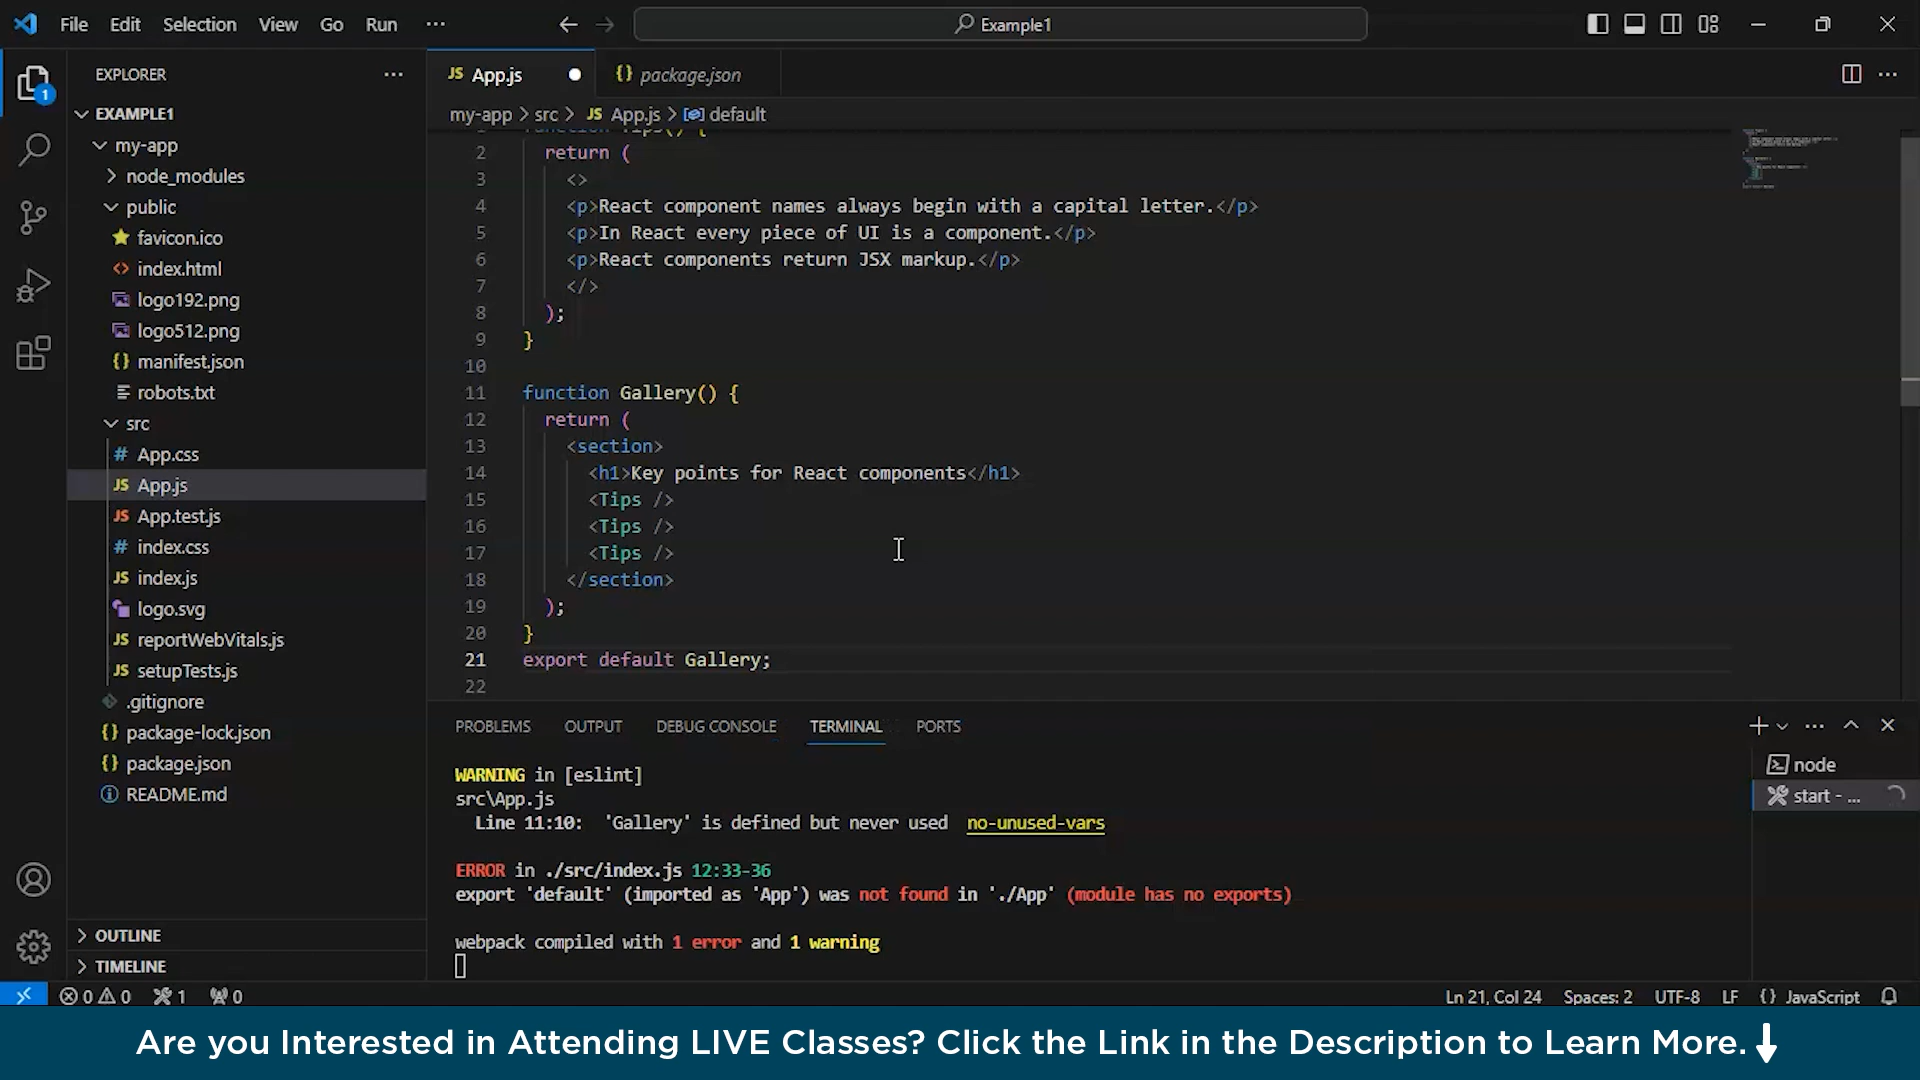 File Edit Selection View Go Run ···
Example1
EXPLORER ···
1
EXAMPLE1
my-app
node_modules
public
favicon.ico
index.html
logo192.png
logo512.png
manifest.json
robots.txt
src
App.css
App.js
App.test.js
index.css
index.js
logo.svg
reportWebVitals.js
setupTests.js
.gitignore
package-lock.json
package.json
README.md
OUTLINE
TIMELINE
JS App.js
{} package.json
my-app > src > JS App.js > default
1 function Tips() {
2 return (
3 <>
4 <p>React component names always begin with a capital letter.</p>
5 <p>In React every piece of UI is a component.</p>
6 <p>React components return JSX markup.</p>
7 </>
8 );
9 }
10
11 function Gallery() {
12 return (
13 <section>
14 <h1>Key points for React components</h1>
15 <Tips />
16 <Tips />
17 <Tips />
18 </section>
19 );
20 }
21 export default Gallery;
22
PROBLEMS OUTPUT DEBUG CONSOLE TERMINAL PORTS
WARNING in [eslint]
src\App.js
Line 11:10: 'Gallery' is defined but never used no-unused-vars
ERROR in ./src/index.js 12:33-36
export 'default' (imported as 'App') was not found in './App' (module has no exports)
webpack compiled with 1 error and 1 warning
node
start - ...
0 0 1 0
Ln 21, Col 24 Spaces: 2 UTF-8 LF {} JavaScript
Are you Interested in Attending LIVE Classes? Click the Link in the Description to Learn More.